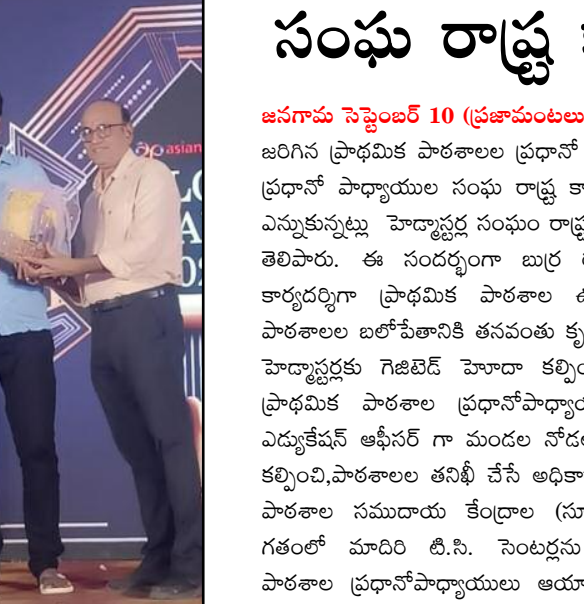 సంఘ రాష్ట్ర
జనగామ సెప్టెంబర్ 10 (ప్రజామంటలు
జరిగిన ప్రాథమిక పాఠశాలల ప్రధానో
ప్రధానో పాధ్యాయుల సంఘ రాష్ట్ర కా
ఎన్నుకున్నట్లు హెడ్మాస్టర్ల సంఘం రాష్ట్ర
తెలిపారు. ఈ సందర్భంగా బుర్ర
కార్యదర్శిగా ప్రాథమిక పాఠశాల
పాఠశాలల బలోపేతానికి తనవంతు కృ
హెడ్మాస్టర్లకు గెజిటెడ్ హెూదా కల్పిం
ప్రాథమిక పాఠశాల ప్రధానోపాధ్యాయ
ఎడ్యుకేషన్ ఆఫీసర్ గా మండల నోడల
కల్పించి,పాఠశాలల తనిఖీ చేసే అధికా
పాఠశాల సముదాయ కేంద్రాల (సూ
గతంలో మాదిరి టి.సి. సెంటర్లను
పాఠశాల ప్రధానోపాధ్యాయులు ఆయా
asian